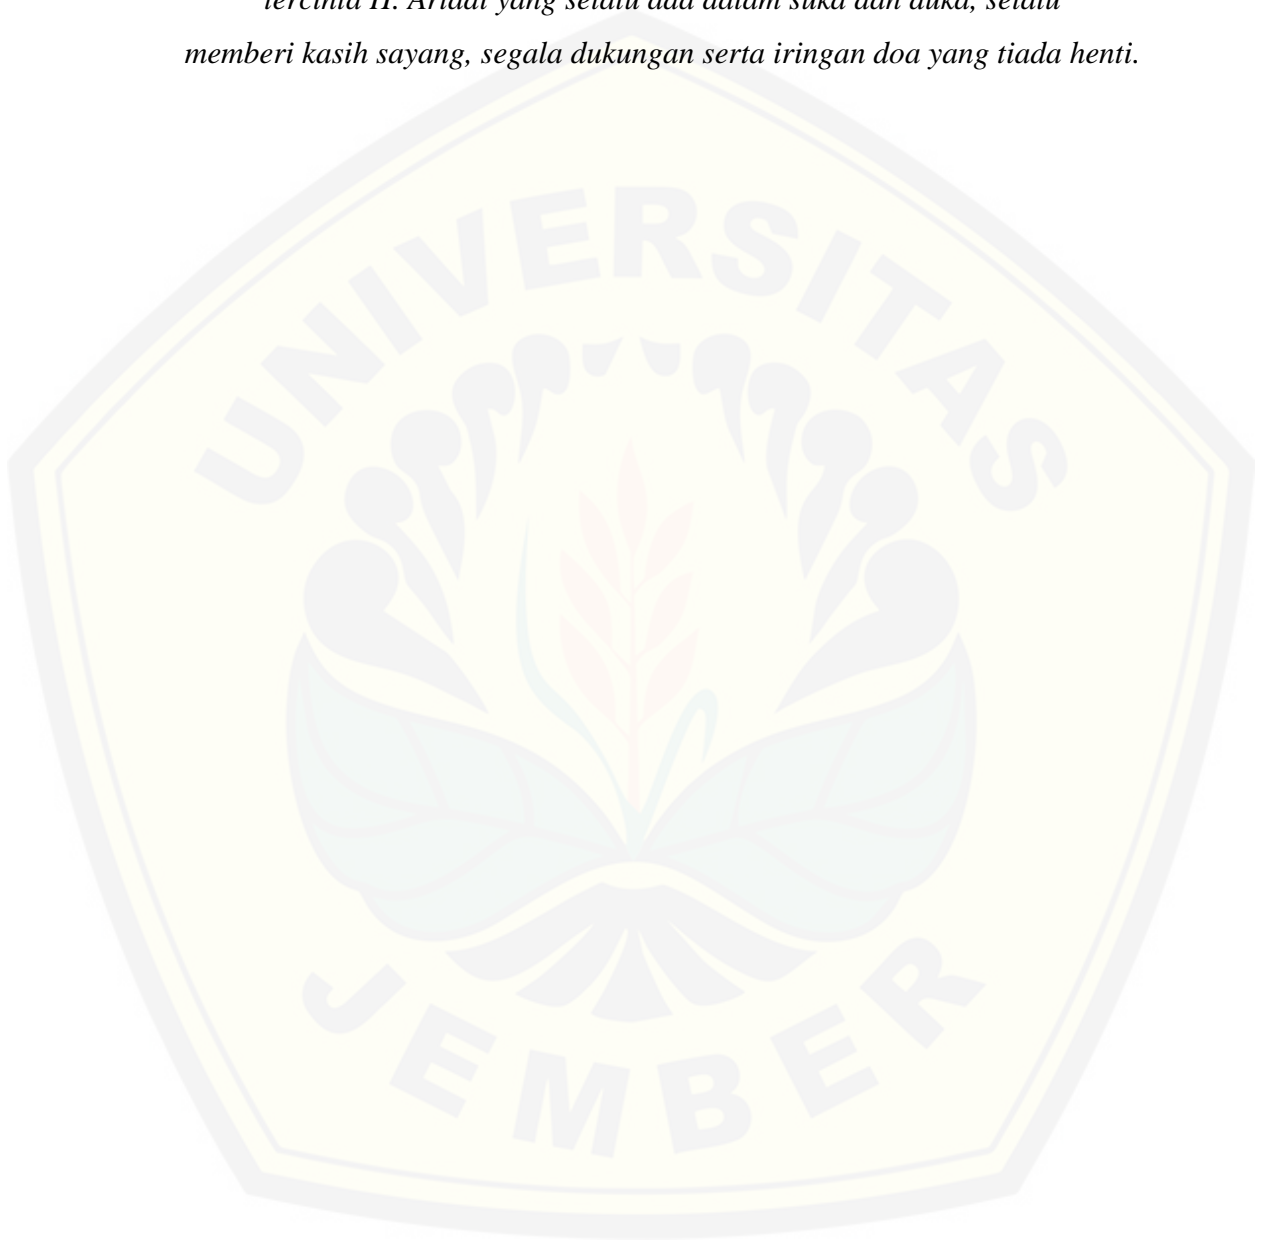 tercinta H. Aridat yang selalu ada dalam suka dan duka, selalu
memberi kasih sayang, segala dukungan serta iringan doa yang tiada henti.
UNIVERSITAS
JEMBER